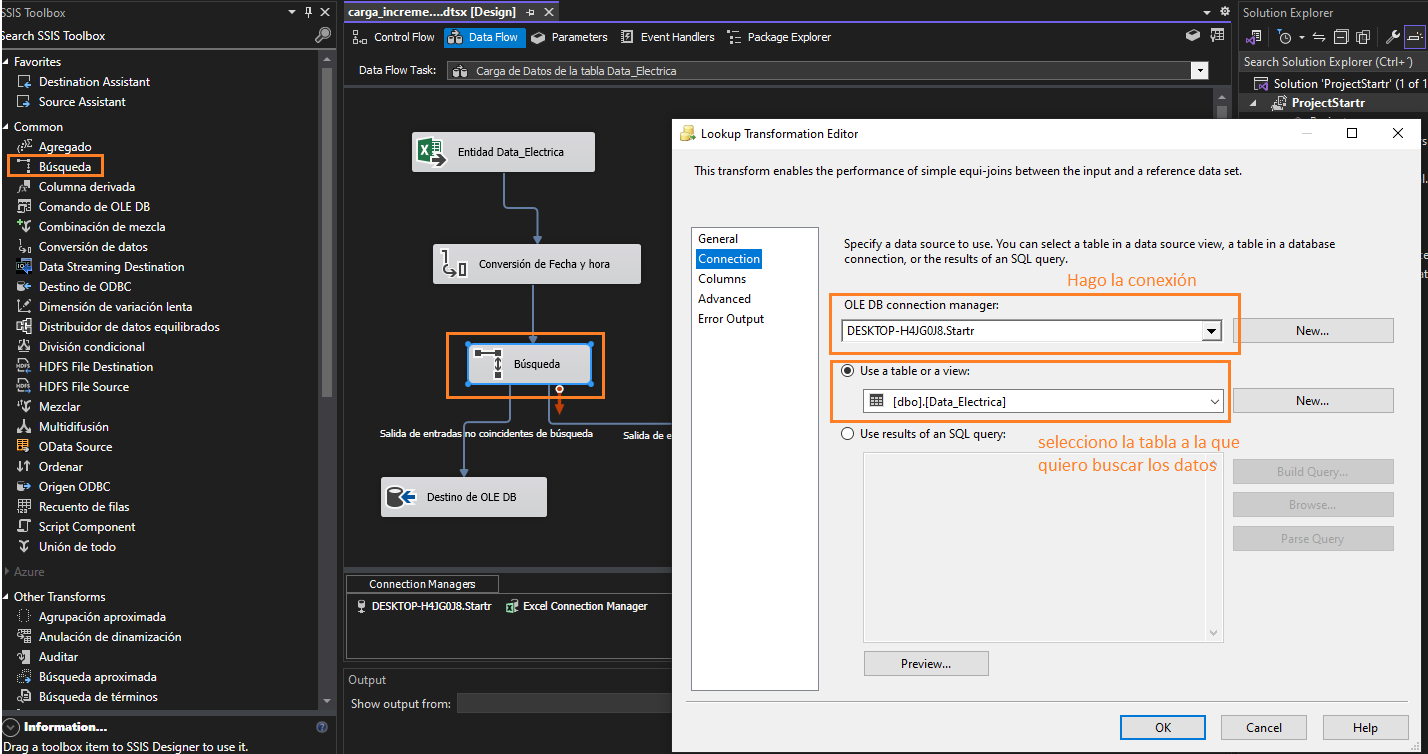 SSIS Toolbox
Search SSIS Toolbox
Favorites
Destination Assistant
Source Assistant
Common
Agregado
Búsqueda
Columna derivada
Comando de OLE DB
Combinación de mezcla
Conversión de datos
Data Streaming Destination
Destino de ODBC
Dimensión de variación lenta
Distribuidor de datos equilibrados
División condicional
HDFS File Destination
HDFS File Source
Mezclar
Multidifusión
OData Source
Ordenar
Origen ODBC
Recuento de filas
Script Component
Unión de todo
Azure
Other Transforms
Agrupación aproximada
Anulación de dinamización
Auditar
Búsqueda aproximada
Búsqueda de términos
Information...
Drag a toolbox item to SSIS Designer to use it.
carga_increme....dtsx [Design]
Control Flow
Data Flow
Parameters
Event Handlers
Package Explorer
Data Flow Task:
Carga de Datos de la tabla Data_Electrica
Entidad Data_Electrica
Conversión de Fecha y hora
Búsqueda
Salida de entradas no coincidentes de búsqueda
Salida de e
Destino de OLE DB
Connection Managers
DESKTOP-H4JG0J8.Startr
Excel Connection Manager
Output
Show output from:
Solution Explorer
Search Solution Explorer (Ctrl+´)
Solution 'ProjectStartr' (1 of 1
ProjectStartr
Lookup Transformation Editor
This transform enables the performance of simple equi-joins between the input and a reference data set.
General
Connection
Columns
Advanced
Error Output
Specify a data source to use. You can select a table in a data source view, a table in a database
connection, or the results of an SQL query.
Hago la conexión
OLE DB connection manager:
DESKTOP-H4JG0J8.Startr
New...
Use a table or a view:
[dbo].[Data_Electrica]
New...
Use results of an SQL query:
selecciono la tabla a la que
quiero buscar los datos
Build Query...
Browse...
Parse Query
Preview...
OK
Cancel
Help